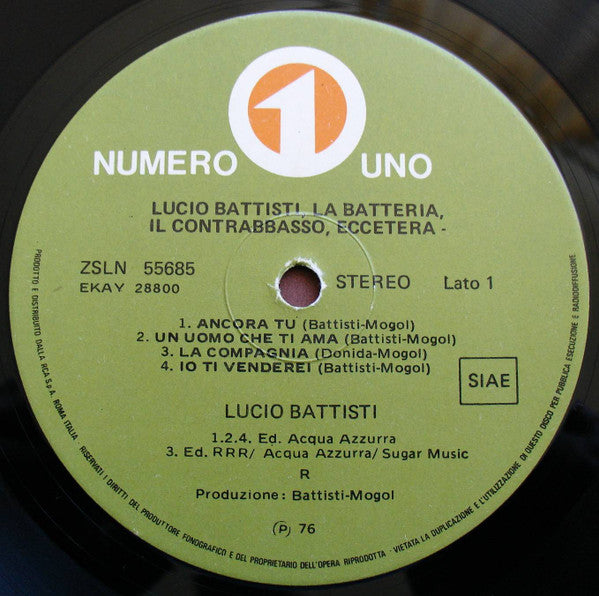 1
NUMERO UNO
LUCIO BATTISTI, LA BATTERIA,
IL CONTRABBASSO, ECCETERA -
ZSLN 55685
EKAY 28800
STEREO
Lato 1
1. ANCORA TU (Battisti-Mogol)
2. UN UOMO CHE TI AMA (Battisti-Mogol)
3. LA COMPAGNIA (Donida-Mogol)
4. IO TI VENDEREI (Battisti-Mogol)
SIAE
LUCIO BATTISTI
1.2.4. Ed. Acqua Azzurra
3. Ed. RRR/ Acqua Azzurra/ Sugar Music
R
Produzione: Battisti-Mogol
(P) 76
PRODOTTO E DISTRIBUITO DALLA RCA S.p.A. ROMA ITALIA - RISERVATI I DIRITTI DEL PRODUTTORE FONOGRAFICO E DEL PROPRIETARIO DELL'OPERA RIPRODOTTA - VIETATA LA DUPLICAZIONE E L'UTILIZZAZIONE DI QUESTO DISCO PER PUBBLICA ESECUZIONE E RADIODIFFUSIONE.